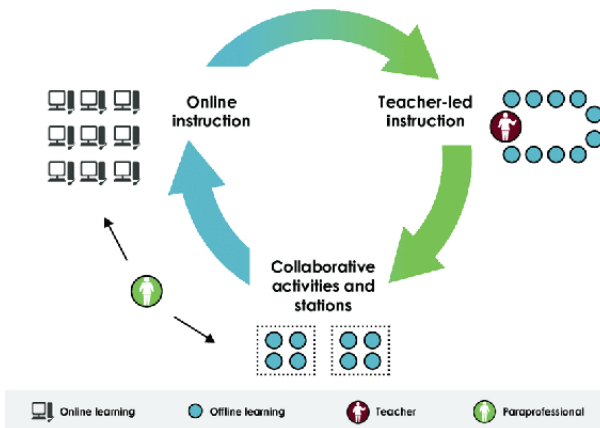 Online
instruction
Teacher-led
instruction
Collaborative
activities and
stations
Online learning
Offline learning
Teacher
Paraprofessional